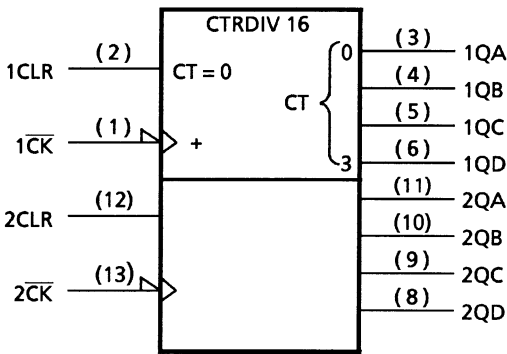 CTRDIV 16
1CLR (2) CT = 0 0 (3) 1QA
(4) 1QB
CT (5) 1QC
1C̅K̅ (1) + 3 (6) 1QD
2CLR (12) (11) 2QA
(10) 2QB
2C̅K̅ (13) (9) 2QC
(8) 2QD